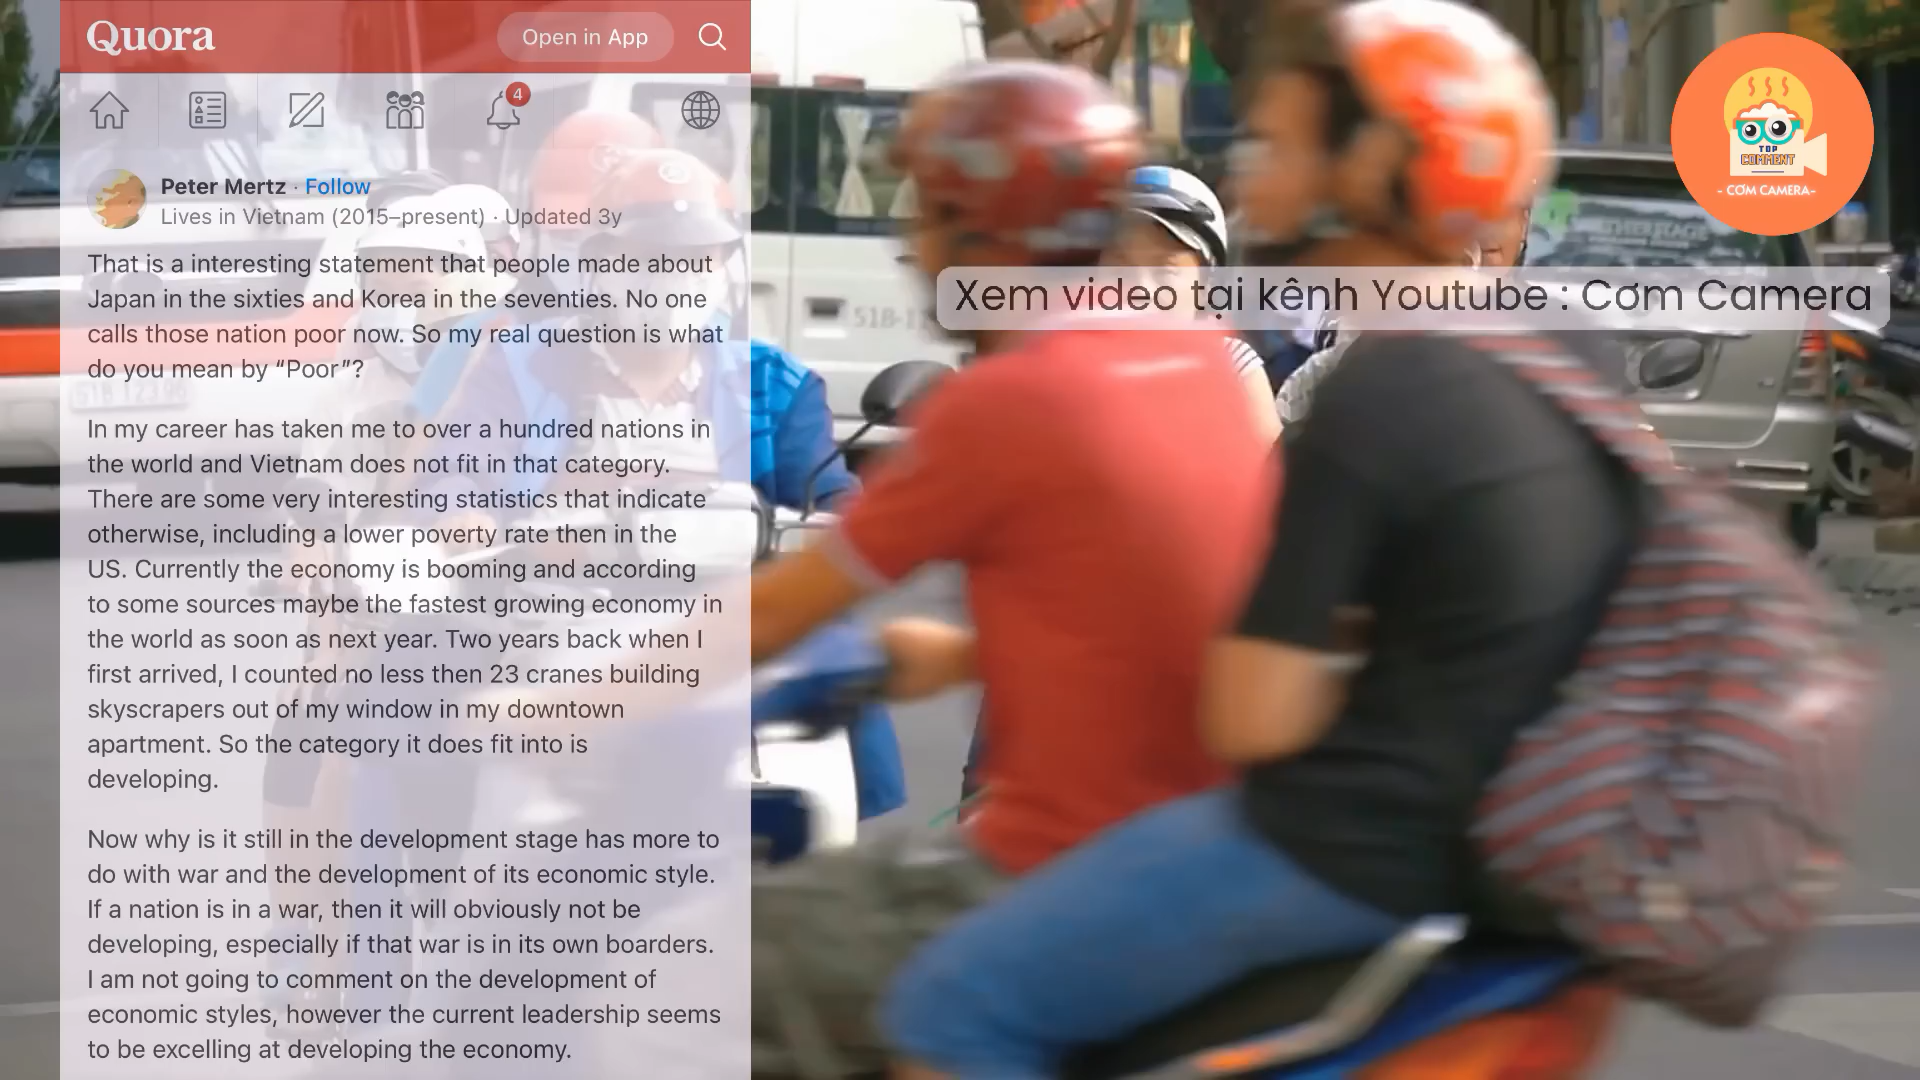 Quora
Open in App
4
Peter Mertz · Follow
Lives in Vietnam (2015–present) · Updated 3y
That is a interesting statement that people made about
Japan in the sixties and Korea in the seventies. No one
calls those nation poor now. So my real question is what
do you mean by “Poor”?
In my career has taken me to over a hundred nations in
the world and Vietnam does not fit in that category.
There are some very interesting statistics that indicate
otherwise, including a lower poverty rate then in the
US. Currently the economy is booming and according
to some sources maybe the fastest growing economy in
the world as soon as next year. Two years back when I
first arrived, I counted no less then 23 cranes building
skyscrapers out of my window in my downtown
apartment. So the category it does fit into is
developing.
Now why is it still in the development stage has more to
do with war and the development of its economic style.
If a nation is in a war, then it will obviously not be
developing, especially if that war is in its own boarders.
I am not going to comment on the development of
economic styles, however the current leadership seems
to be excelling at developing the economy.
TOP
COMMENT
- CƠM CAMERA-
Xem video tại kênh Youtube : Cơm Camera